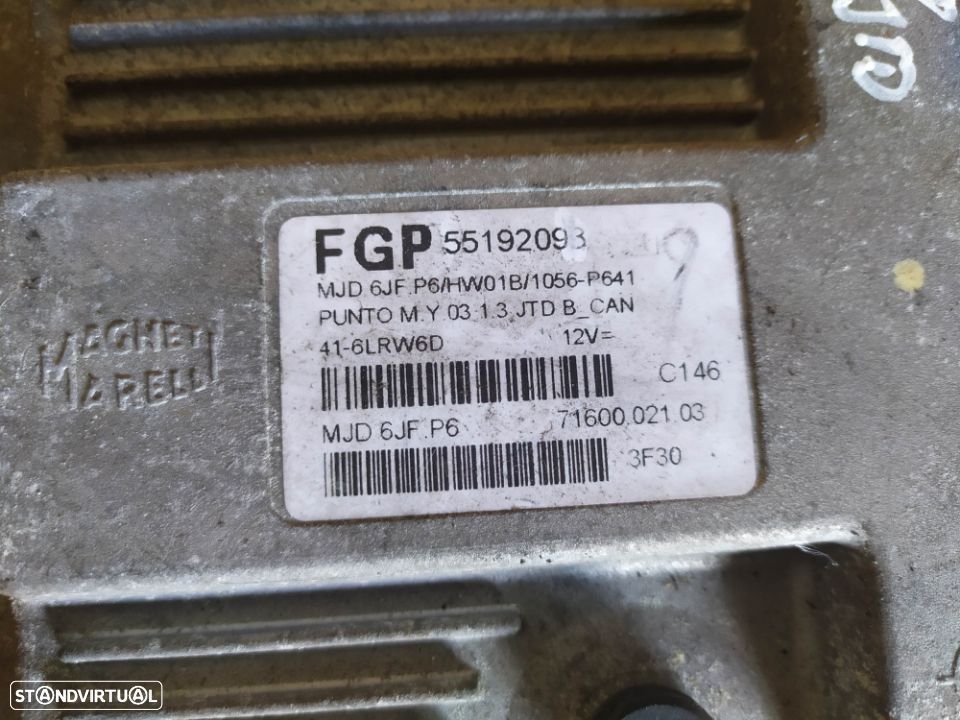 FGP 55192093
MJD 6JF.P6/HW01B/1056-P641
PUNTO M.Y 03 1.3 JTD B_CAN
41-6LRW6D 12V=
C146
MJD 6JF.P6 71600.021.03
3F30
9
MAGNETI
MARELLI
STANDVIRTUAL